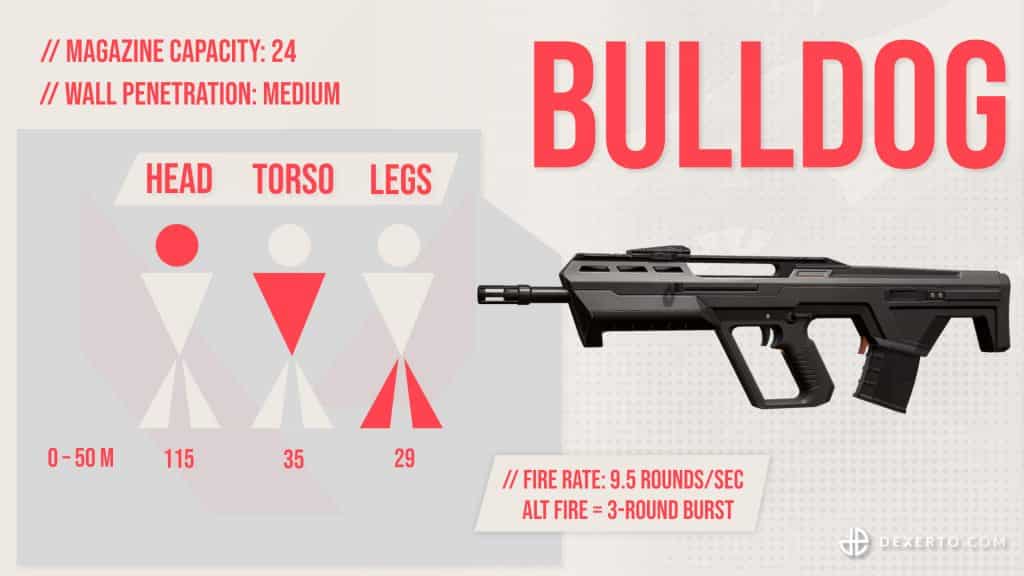 // MAGAZINE CAPACITY: 24
// WALL PENETRATION: MEDIUM
BULLDOG
HEAD TORSO LEGS
0 – 50 M 115 35 29
// FIRE RATE: 9.5 ROUNDS/SEC
ALT FIRE = 3-ROUND BURST
DEXERTO.COM